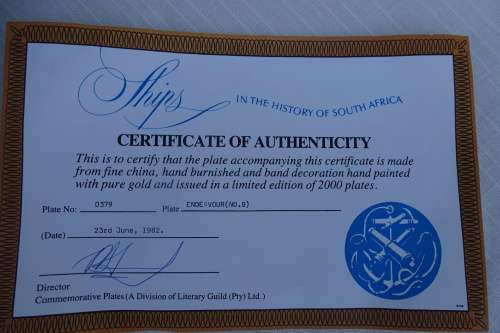 Ships IN THE HISTORY OF SOUTH AFRICA
CERTIFICATE OF AUTHENTICITY
This is to certify that the plate accompanying this certificate is made
from fine china, hand burnished and band decoration hand painted
with pure gold and issued in a limited edition of 2000 plates.
Plate No: 0379 Plate ENDEAVOUR(NO.8)
(Date) 23rd June, 1982.
Director
Commemorative Plates (A Division of Literary Guild (Pty) Ltd.)